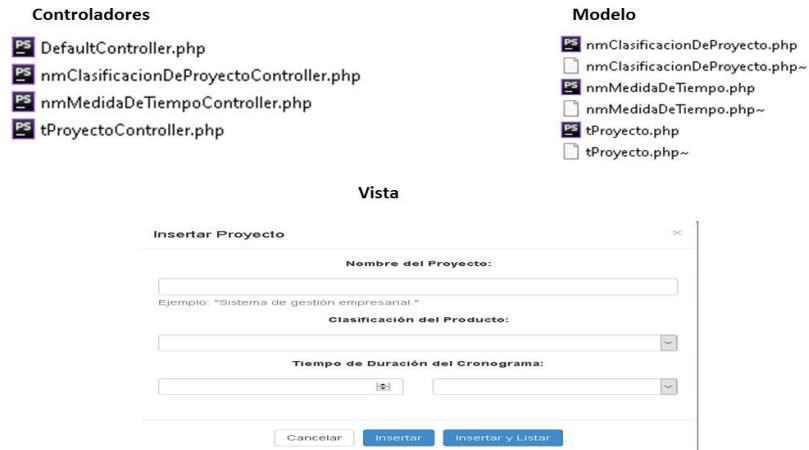 Controladores
DefaultController.php
nmClasificacionDeProyectoController.php
nmMedidaDeTiempoController.php
tProyectoController.php
Modelo
nmClasificacionDeProyecto.php
nmClasificacionDeProyecto.php~
nmMedidaDeTiempo.php
nmMedidaDeTiempo.php~
tProyecto.php
tProyecto.php~
Vista
Insertar Proyecto
Nombre del Proyecto:
Ejemplo: "Sistema de gestión empresarial."
Clasificación del Producto:
Tiempo de Duración del Cronograma:
Cancelar Insertar Insertar y Listar